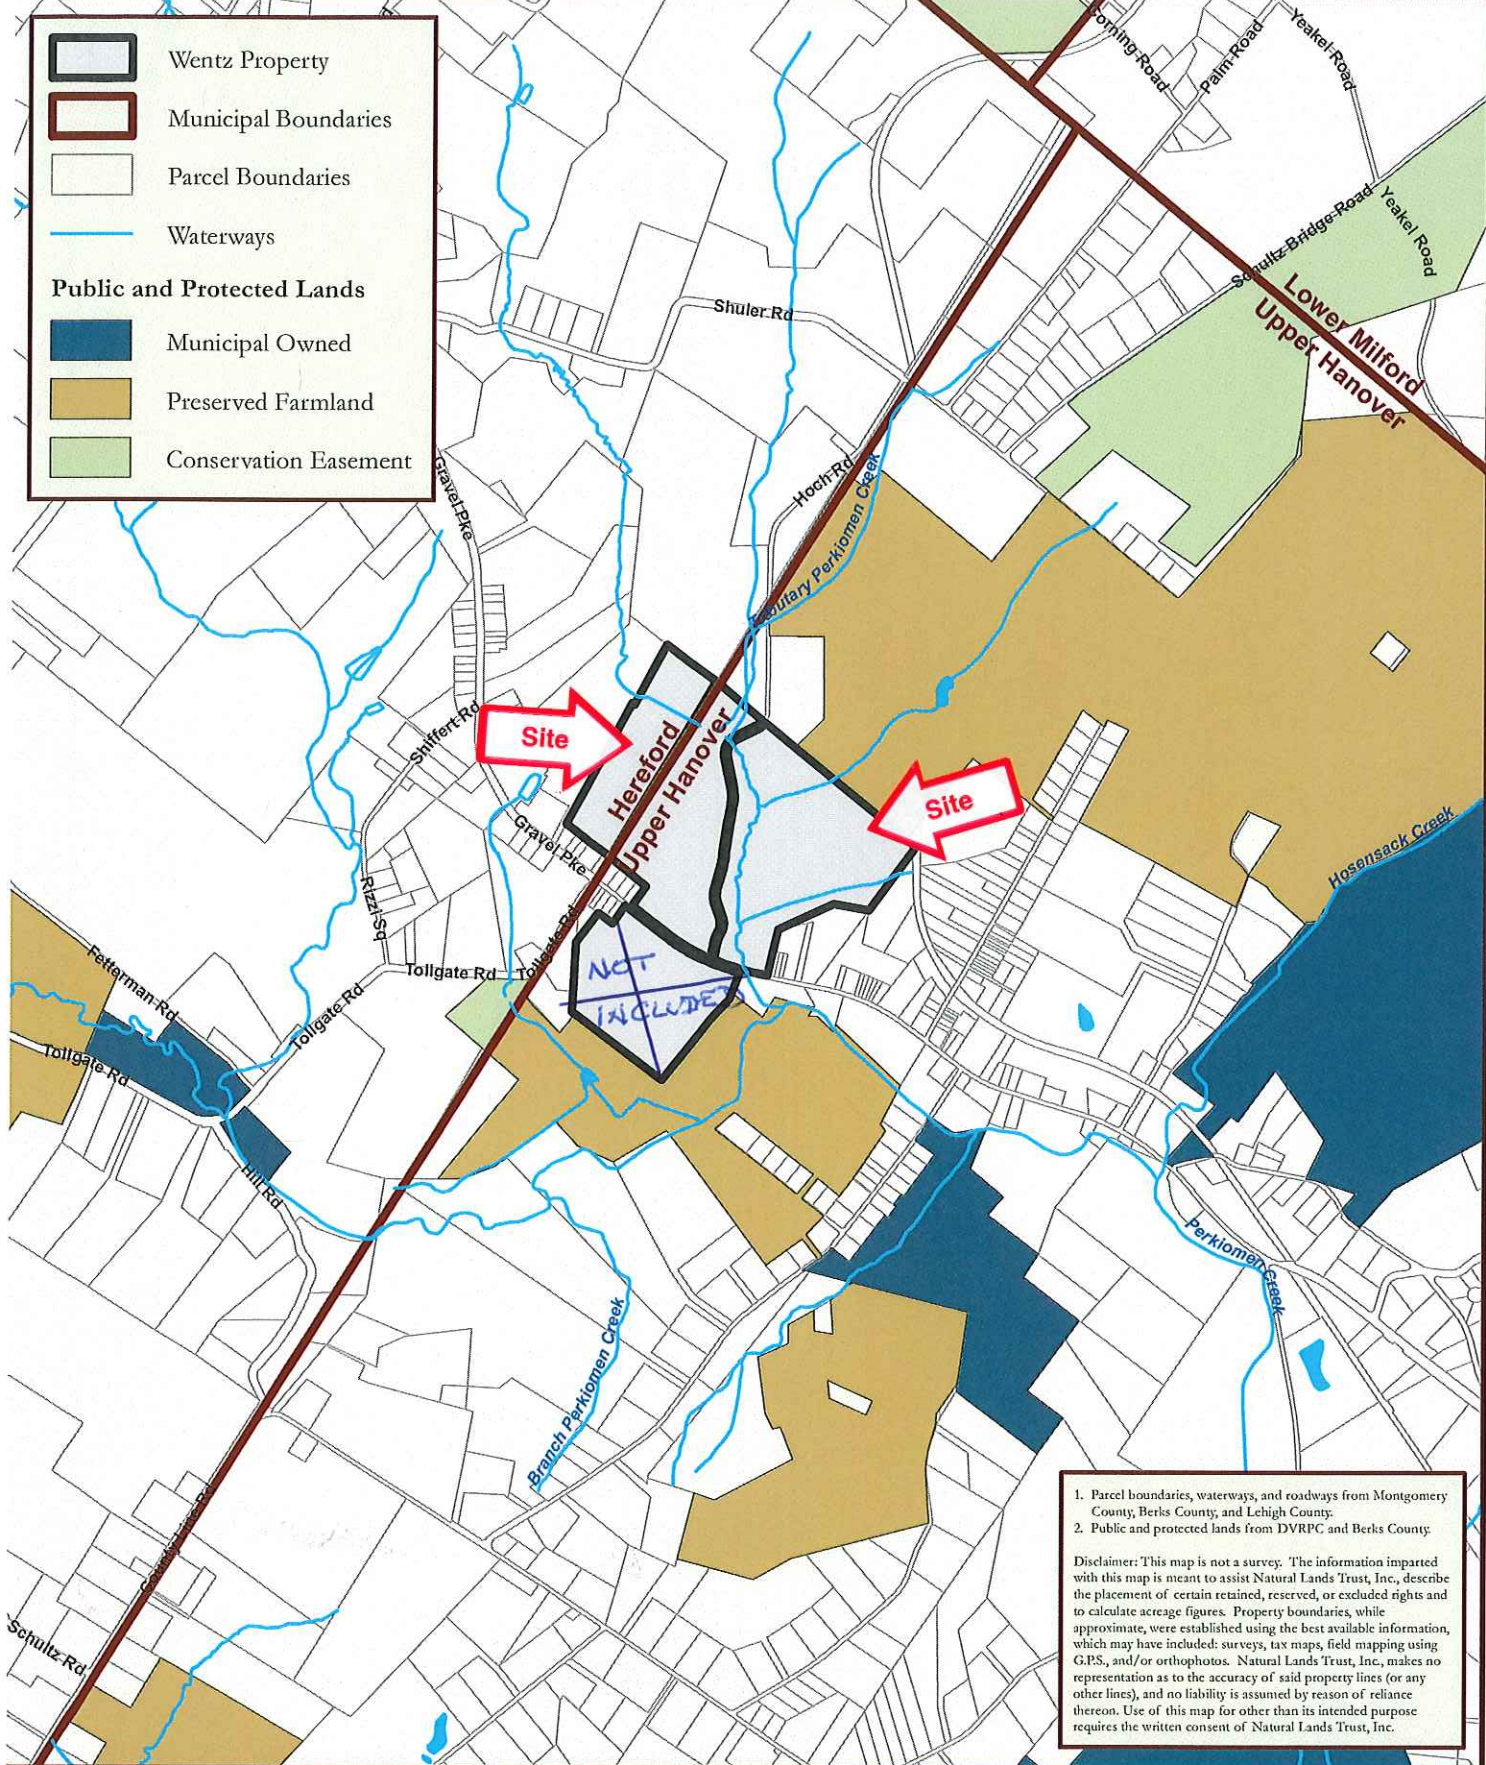 Wentz Property
Municipal Boundaries
Parcel Boundaries
Waterways
Public and Protected Lands
Municipal Owned
Preserved Farmland
Conservation Easement
Corning Road
Palm Road
Yeakel Road
Schultz Bridge Road
Yeakel Road
Lower Milford
Upper Hanover
Shuler Rd
Gravel Pke
Hoch Rd
Tributary Perkiomen Creek
Shiffert Rd
Site
Hereford
Upper Hanover
Site
Gravel Pke
Hosensack Creek
Rizzi Sq
Tollgate Rd
Tollgate Rd
NOT
INCLUDED
Fetterman Rd
Tollgate Rd
Tollgate Rd
Hill Rd
Perkiomen Creek
Branch Perkiomen Creek
County Line Rd
Schultz Rd
1. Parcel boundaries, waterways, and roadways from Montgomery
County, Berks County, and Lehigh County.
2. Public and protected lands from DVRPC and Berks County.
Disclaimer: This map is not a survey. The information imparted
with this map is meant to assist Natural Lands Trust, Inc., describe
the placement of certain retained, reserved, or excluded rights and
to calculate acreage figures. Property boundaries, while
approximate, were established using the best available information,
which may have included: surveys, tax maps, field mapping using
G.P.S., and/or orthophotos. Natural Lands Trust, Inc., makes no
representation as to the accuracy of said property lines (or any
other lines), and no liability is assumed by reason of reliance
thereon. Use of this map for other than its intended purpose
requires the written consent of Natural Lands Trust, Inc.